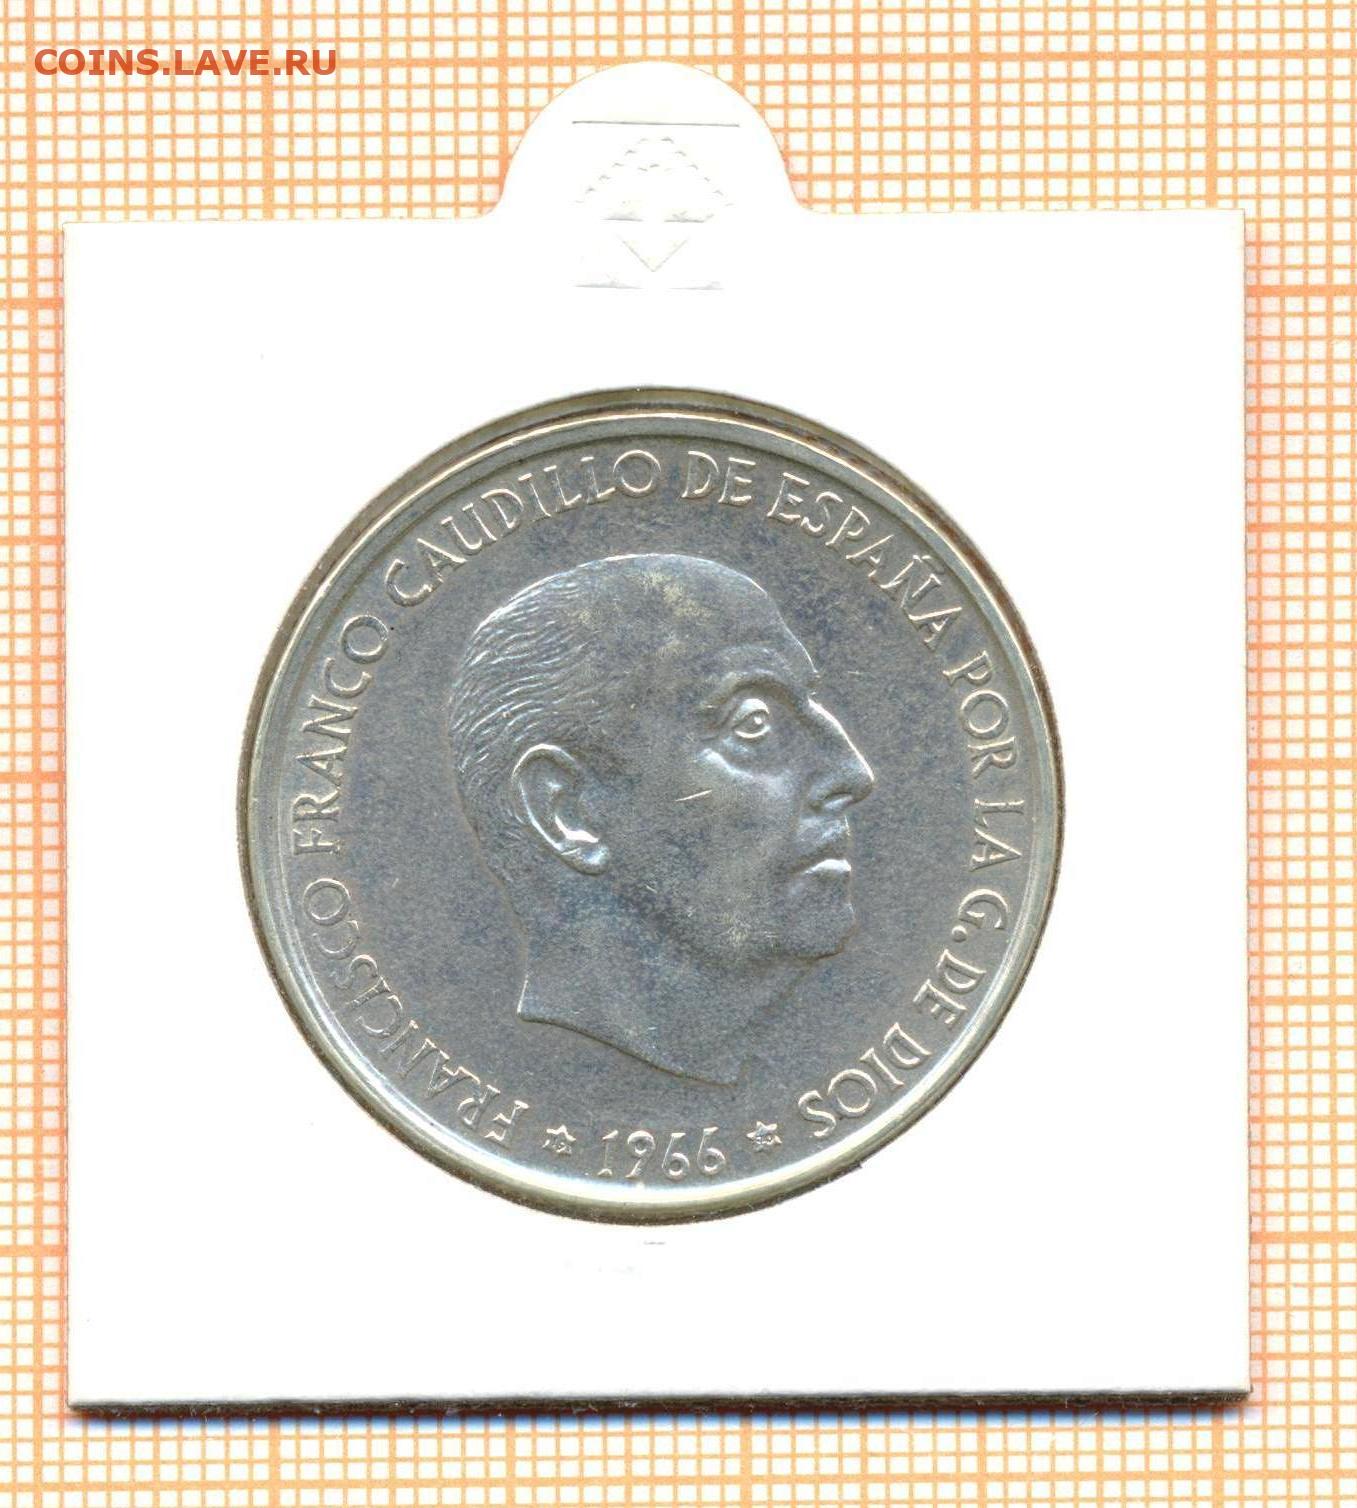 COINS.LAVE.RU
FRANCISCO FRANCO CAUDILLO DE ESPAÑA POR LA G. DE DIOS
* 1966 *